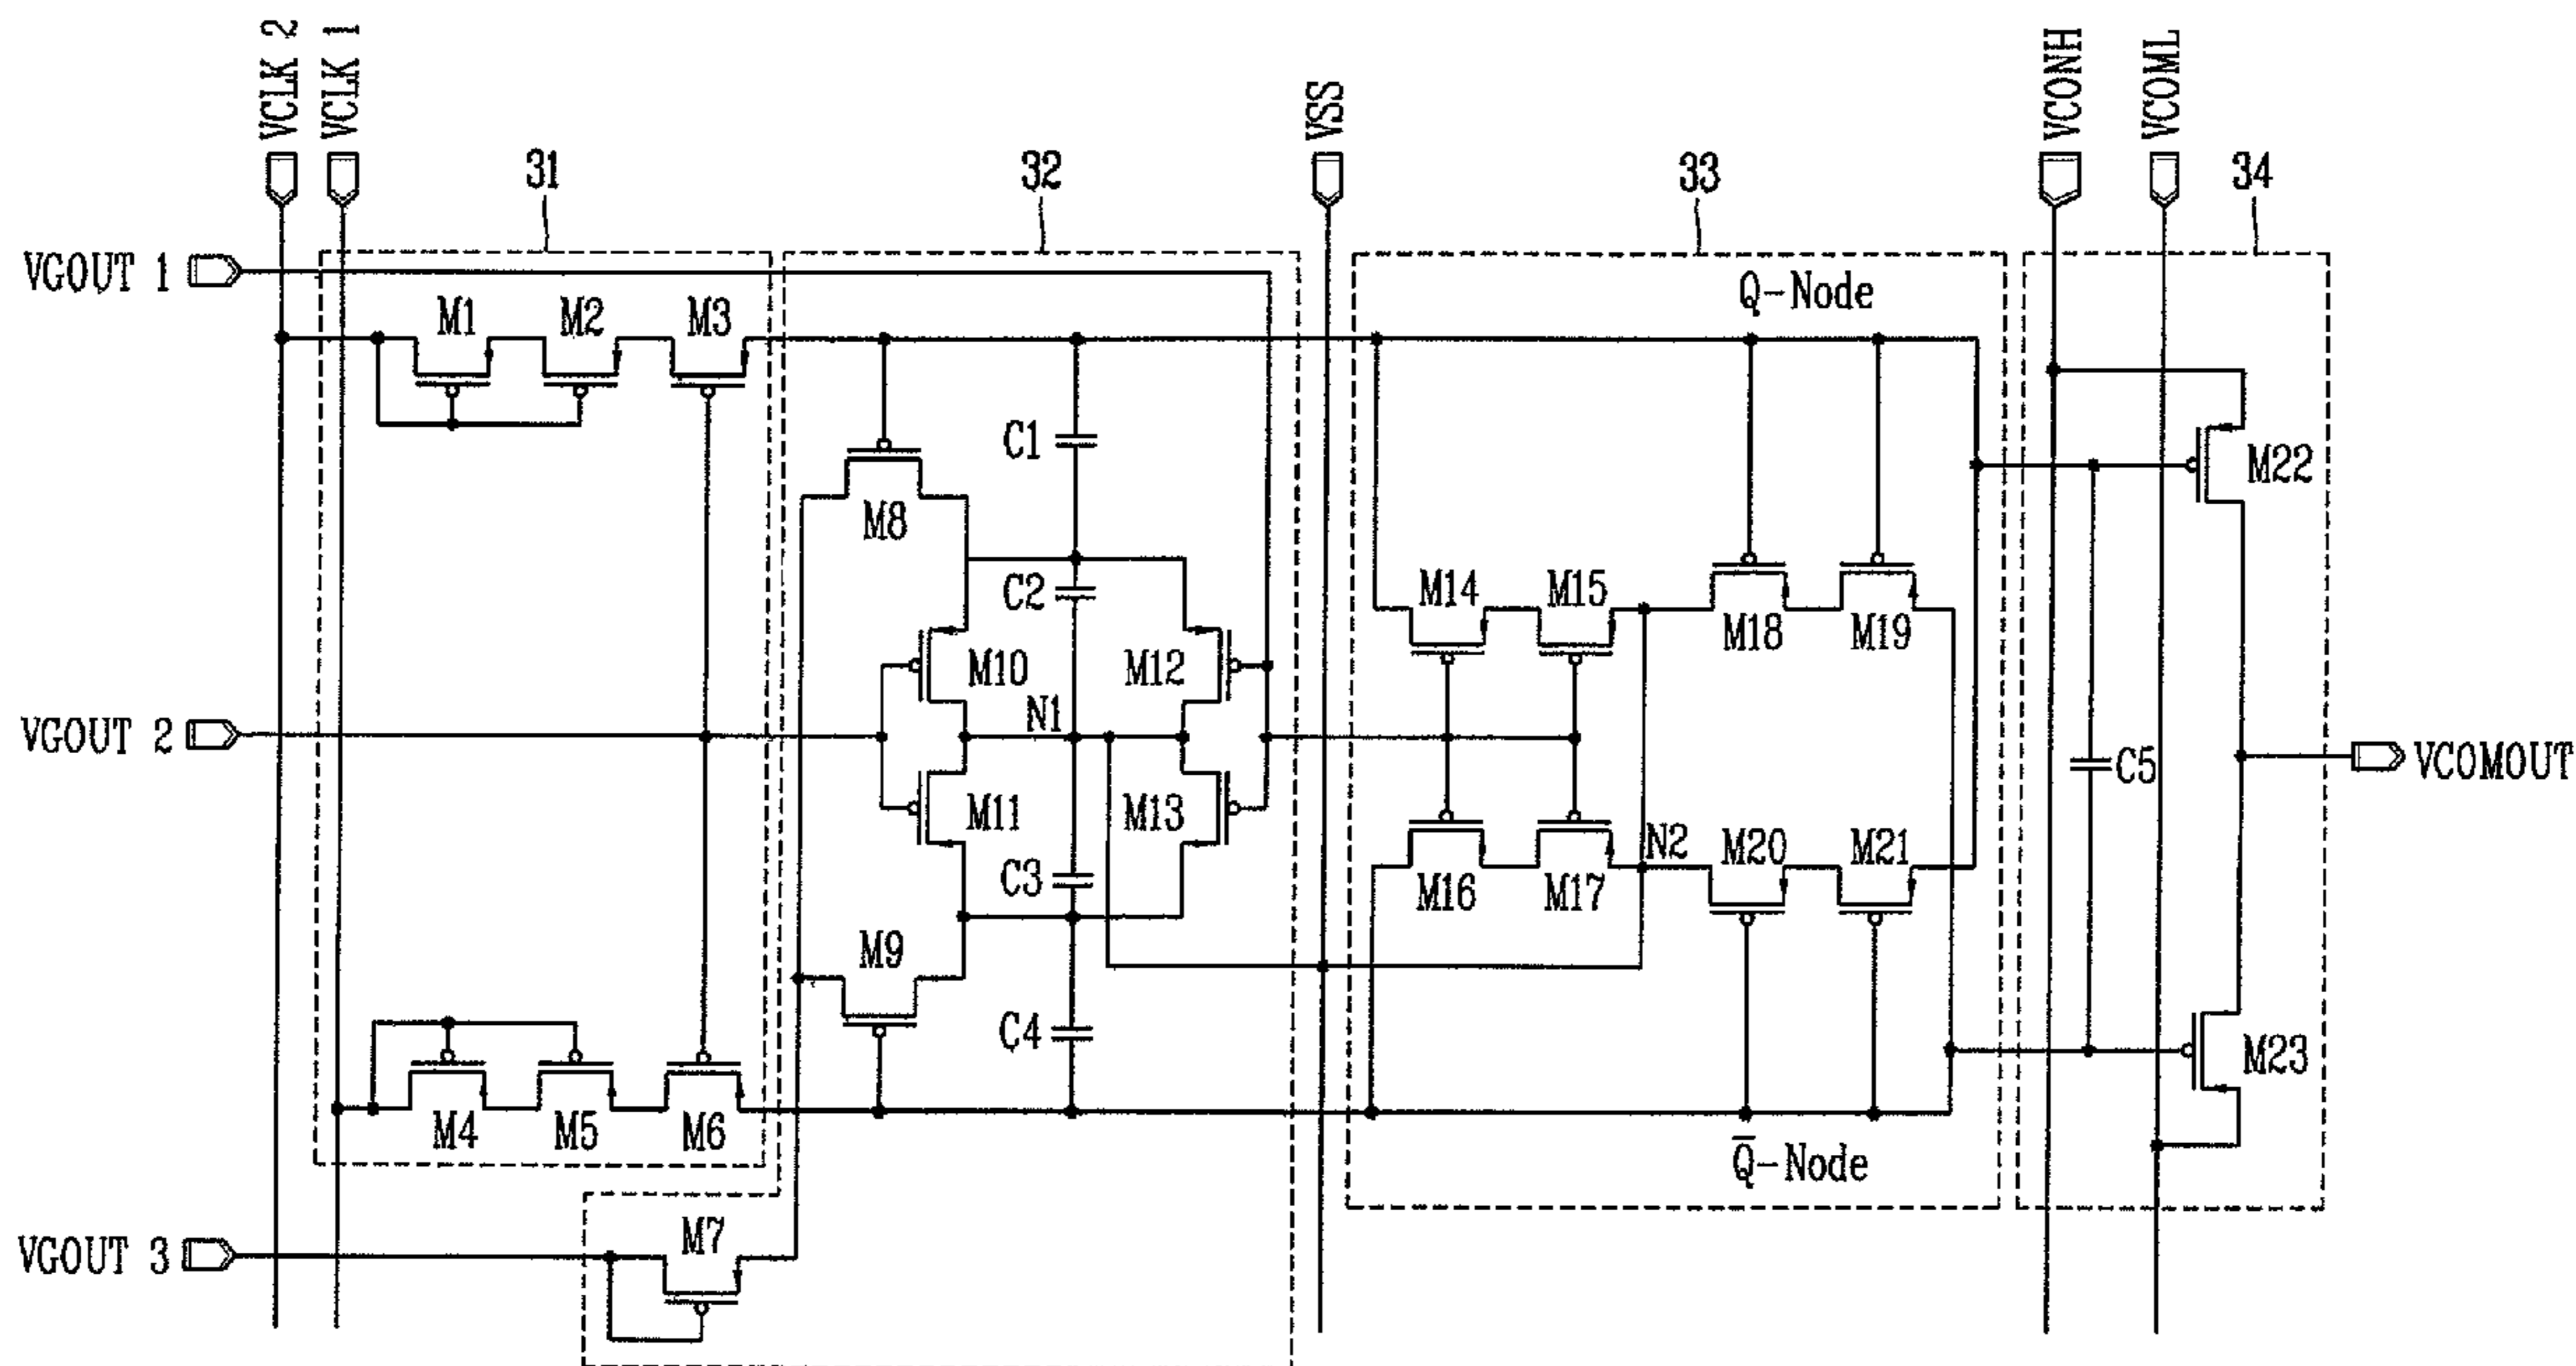 VCLK 2
VCLK 1
VSS
VCONH
VCOML
31
32
33
34
VGOUT 1
Q-Node
M1
M2
M3
C1
M22
M8
C2
M14
M15
M18
M19
M10
M12
N1
VGOUT 2
C5
VCOMOUT
M11
M13
C3
N2
M20
M21
M16
M17
M9
C4
M23
M4
M5
M6
Q̅-Node
M7
VGOUT 3